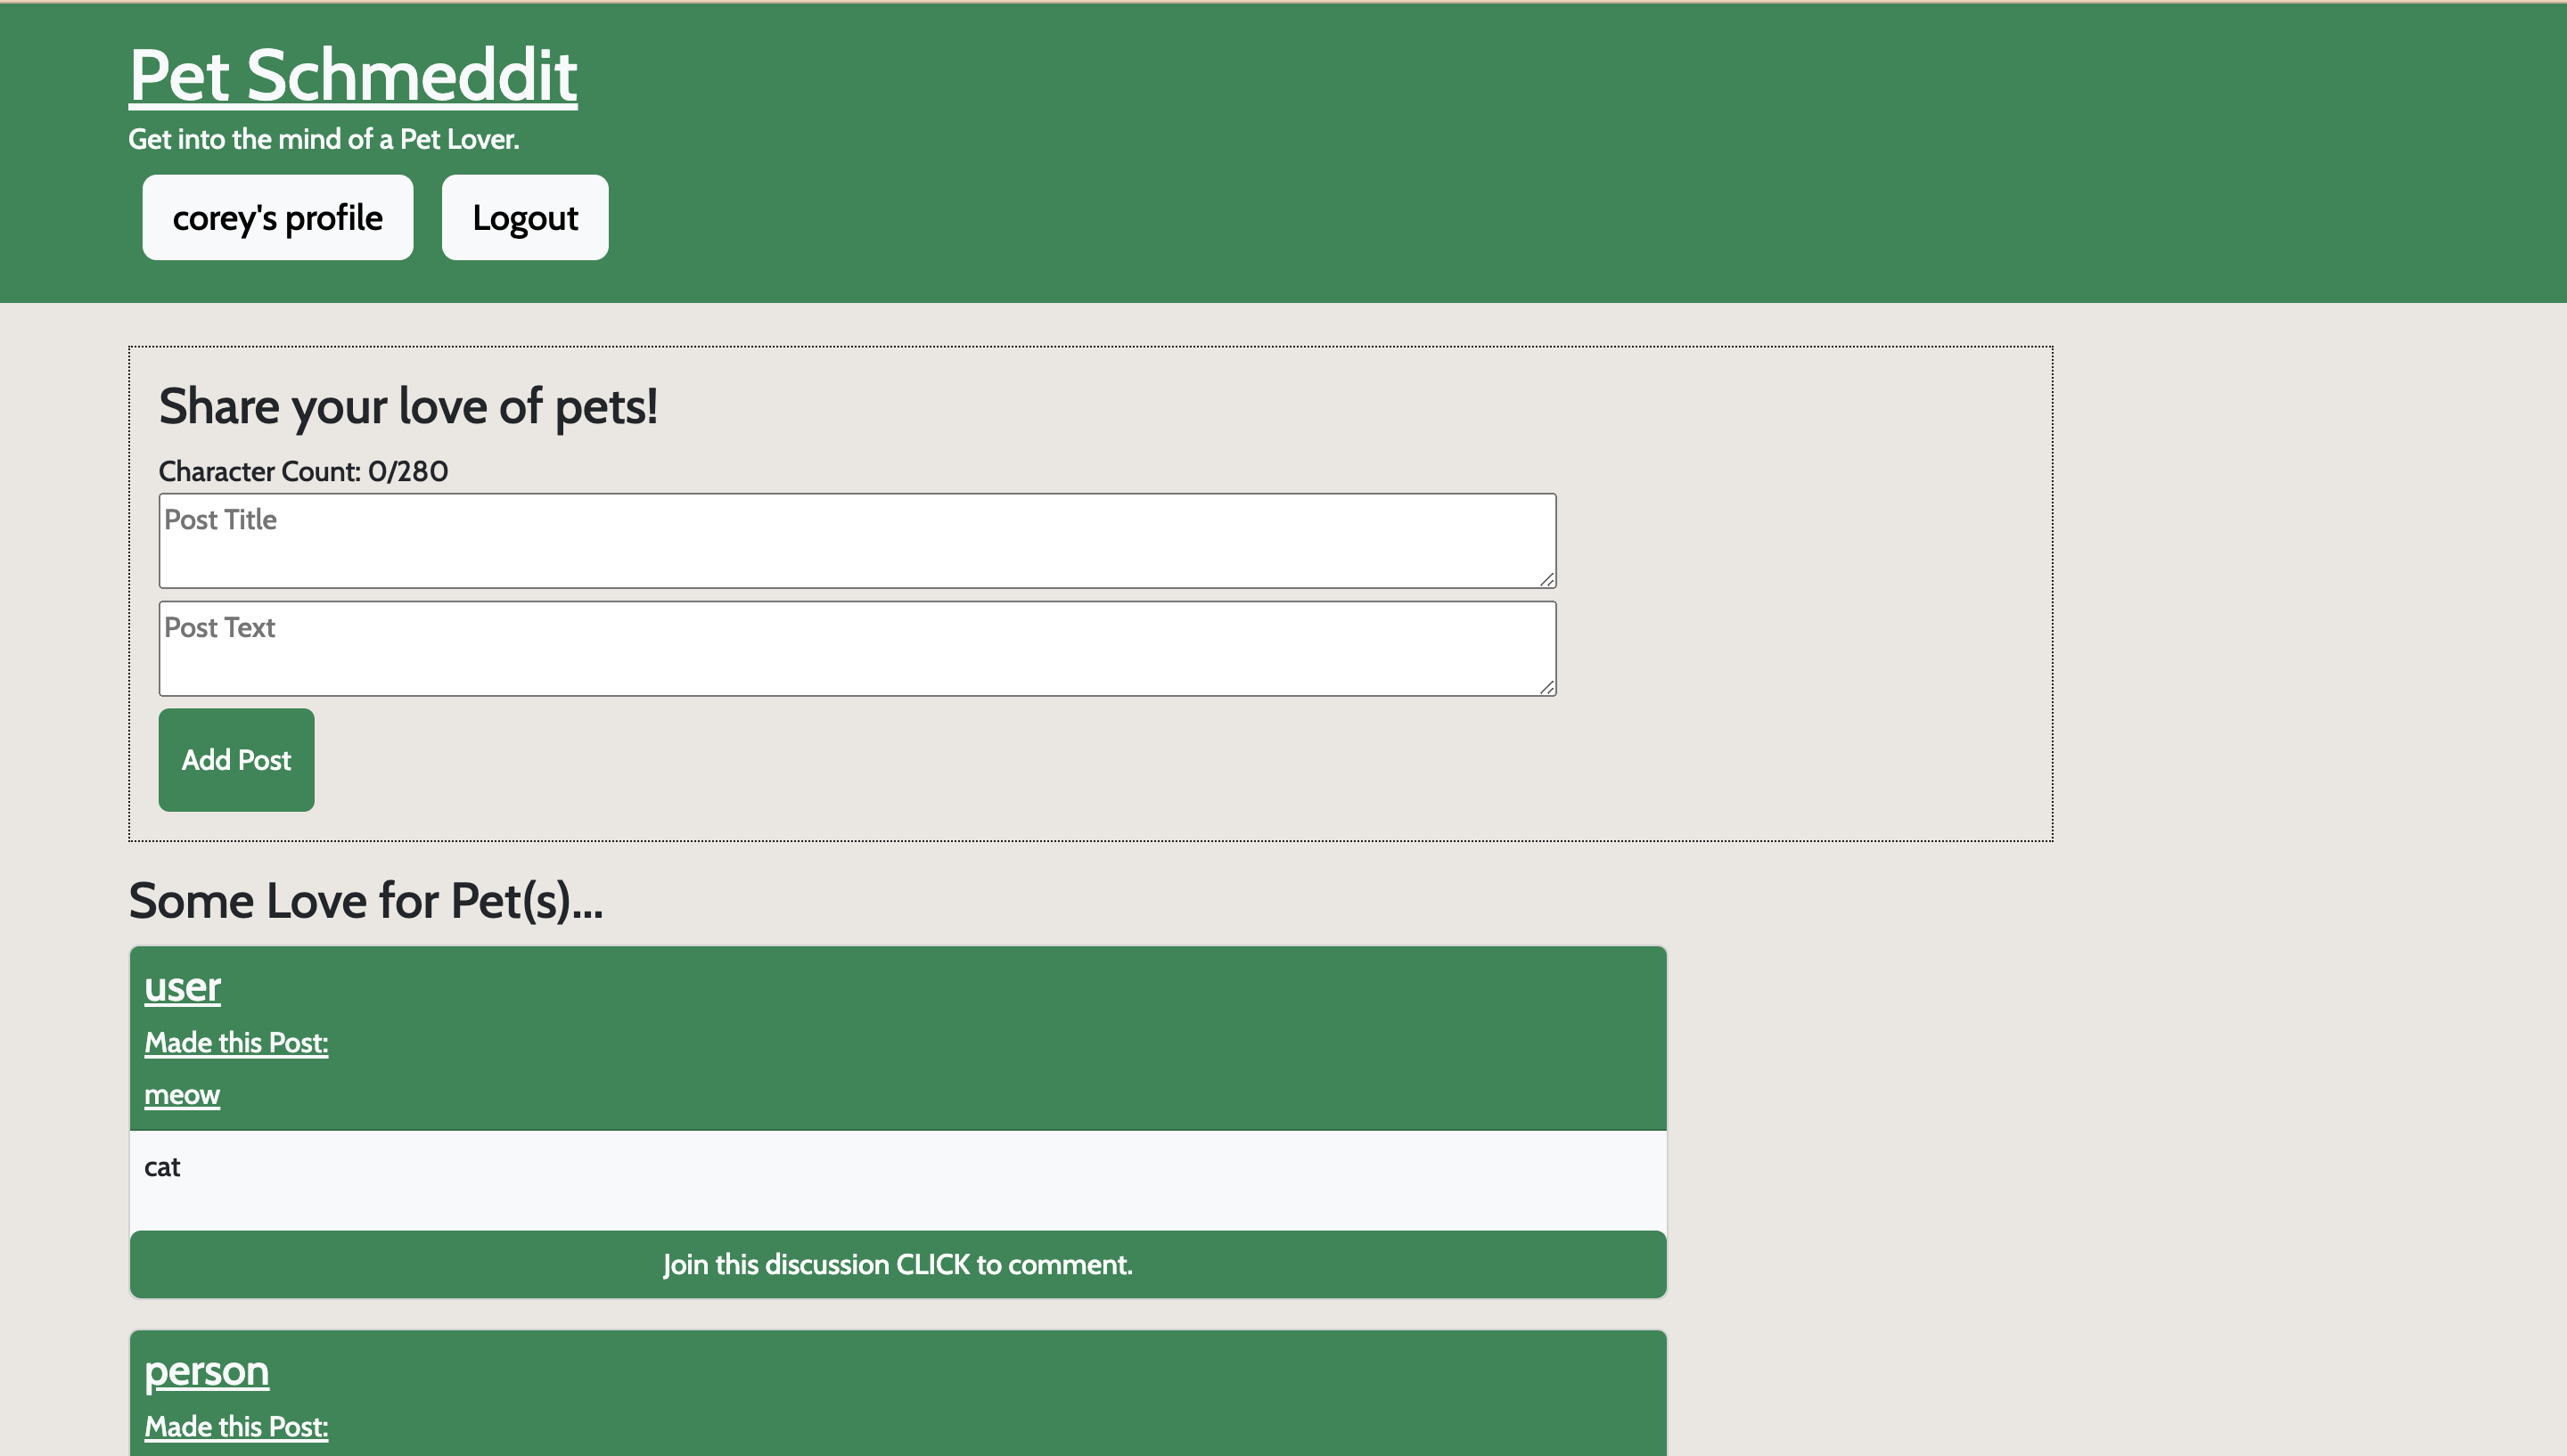 Pet Schmeddit
Get into the mind of a Pet Lover.
corey's profile Logout
Share your love of pets!
Character Count: 0/280
Post Title
Post Text
Add Post
Some Love for Pet(s)...
user
Made this Post:
meow
cat
Join this discussion CLICK to comment.
person
Made this Post: